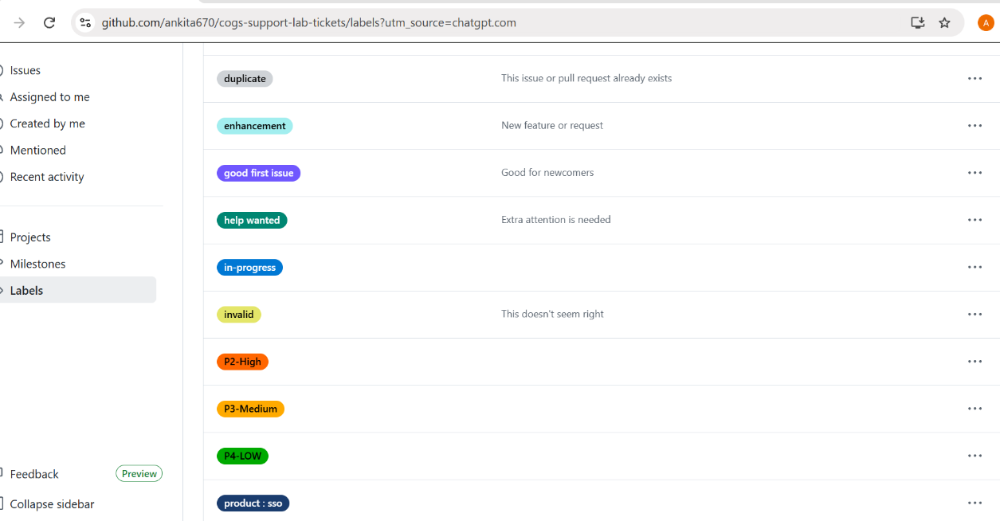 github.com/ankita670/cogs-support-lab-tickets/labels?utm_source=chatgpt.com
A
Issues
Assigned to me
Created by me
Mentioned
Recent activity
Projects
Milestones
Labels
Feedback
Preview
Collapse sidebar
duplicate This issue or pull request already exists
enhancement New feature or request
good first issue Good for newcomers
help wanted Extra attention is needed
in-progress
invalid This doesn't seem right
P2-High
P3-Medium
P4-LOW
product : sso